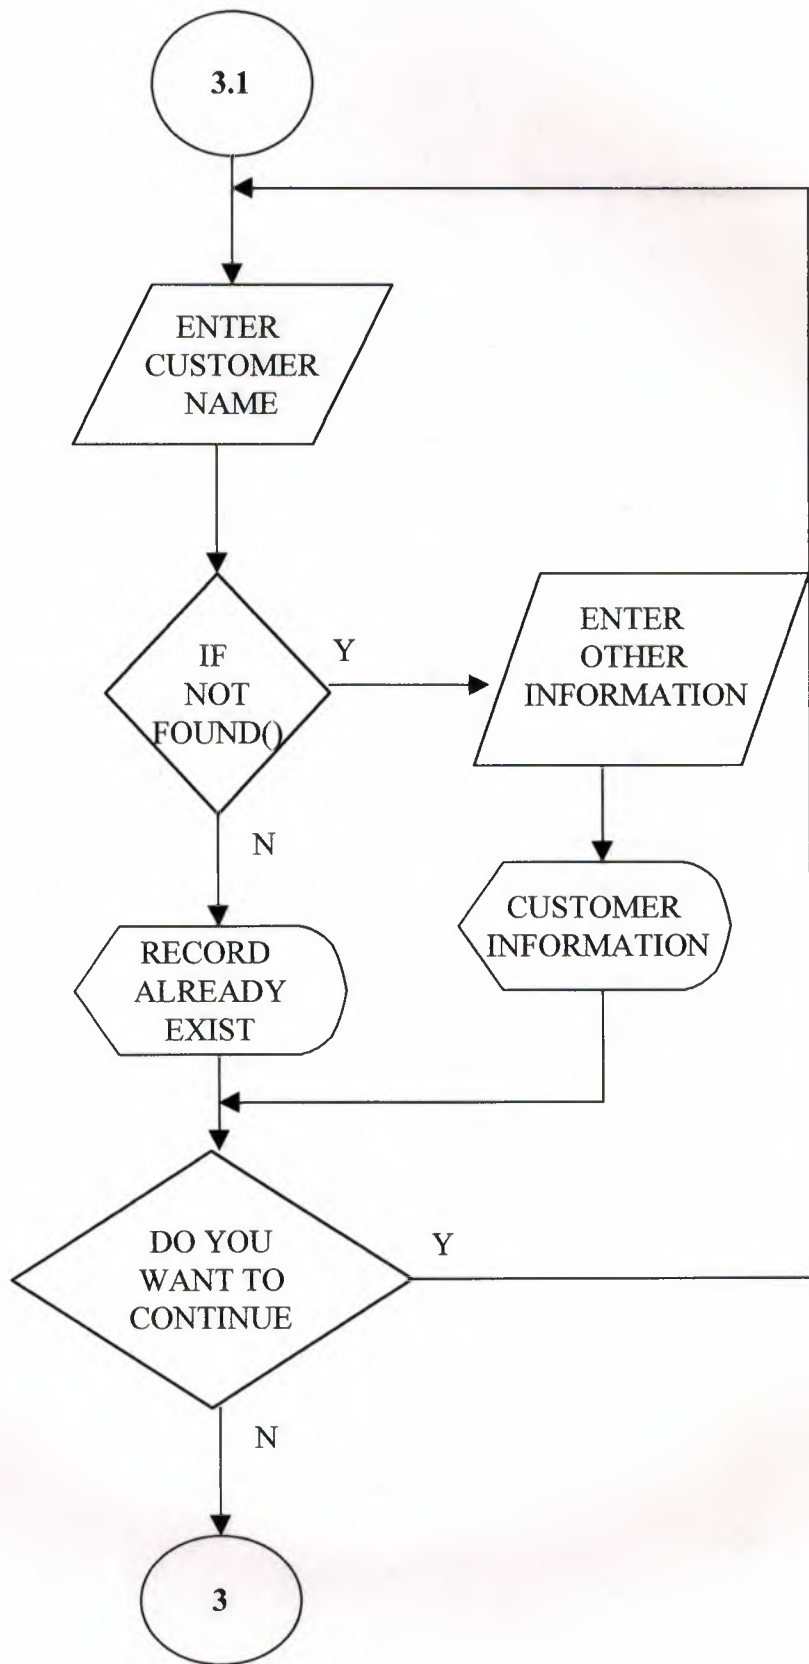 3.1
ENTER
CUSTOMER
NAME
IF
NOT
FOUND()
Y
ENTER
OTHER
INFORMATION
N
CUSTOMER
INFORMATION
RECORD
ALREADY
EXIST
DO YOU
WANT TO
CONTINUE
Y
N
3